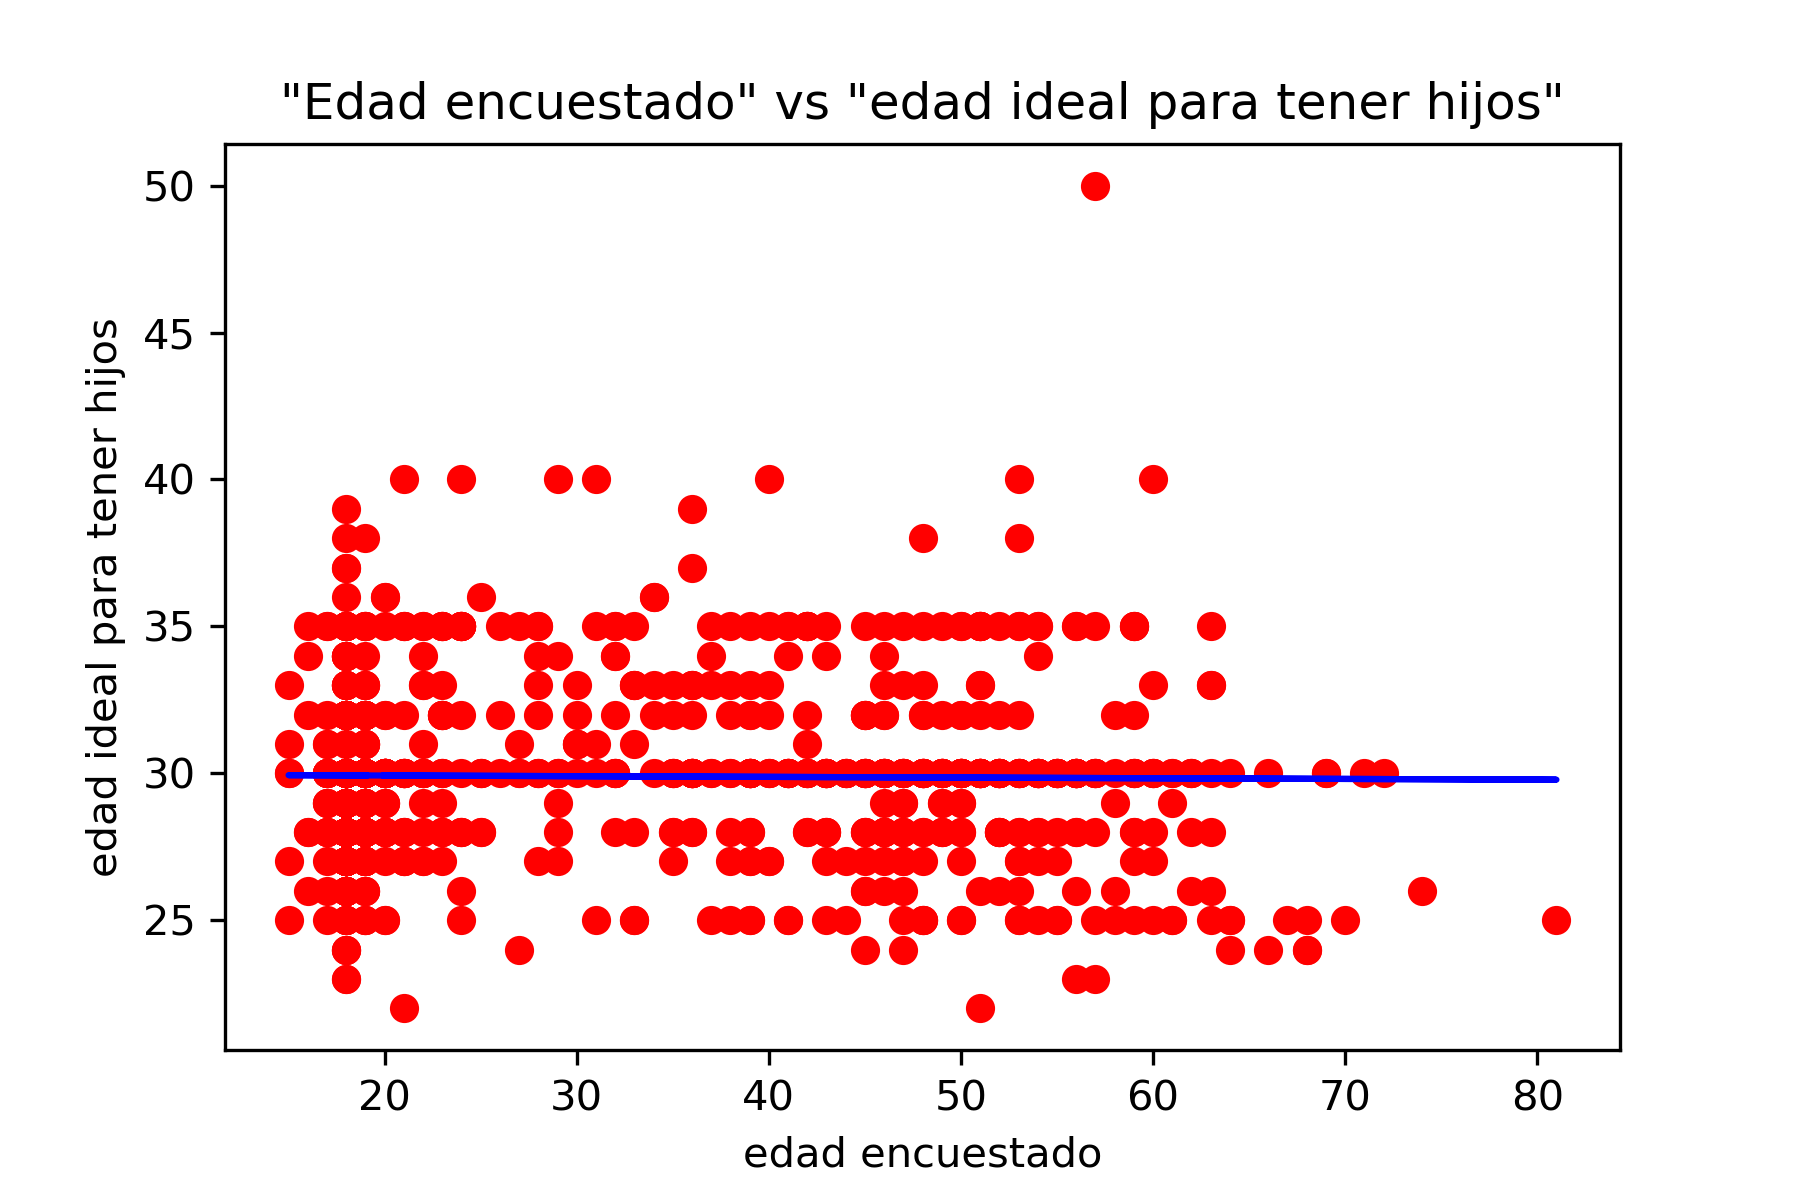 "Edad encuestado" vs "edad ideal para tener hijos"
edad ideal para tener hijos
50
45
40
35
30
25
20 30 40 50 60 70 80
edad encuestado